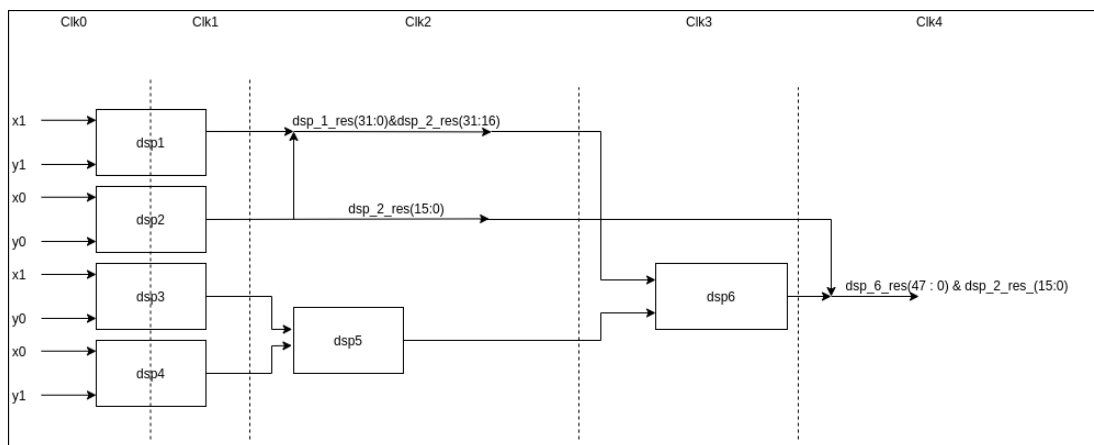 Clk0 Clk1 Clk2 Clk3 Clk4
x1
dsp_1_res(31:0)&dsp_2_res(31:16)
dsp1
y1
x0
dsp_2_res(15:0)
dsp2
y0
x1
dsp_6_res(47 : 0) & dsp_2_res_(15:0)
dsp3
dsp6
y0
x0
dsp5
dsp4
y1